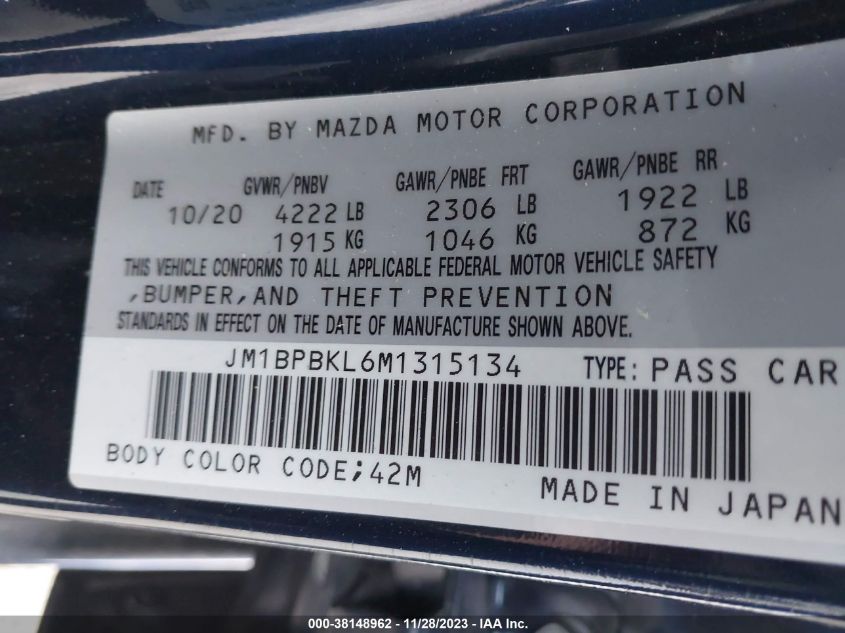 MFD. BY MAZDA MOTOR CORPORATION
DATE GVWR/PNBV GAWR/PNBE FRT GAWR/PNBE RR
10/20 4222 LB 2306 LB 1922 LB
1915 KG 1046 KG 872 KG
THIS VEHICLE CONFORMS TO ALL APPLICABLE FEDERAL MOTOR VEHICLE SAFETY
,BUMPER,AND THEFT PREVENTION
STANDARDS IN EFFECT ON THE DATE OF MANUFACTURE SHOWN ABOVE.
JM1BPBKL6M1315134 TYPE: PASS CAR
BODY COLOR CODE;42M
MADE IN JAPAN
000-38148962 - 11/28/2023 - © IAA, Inc.